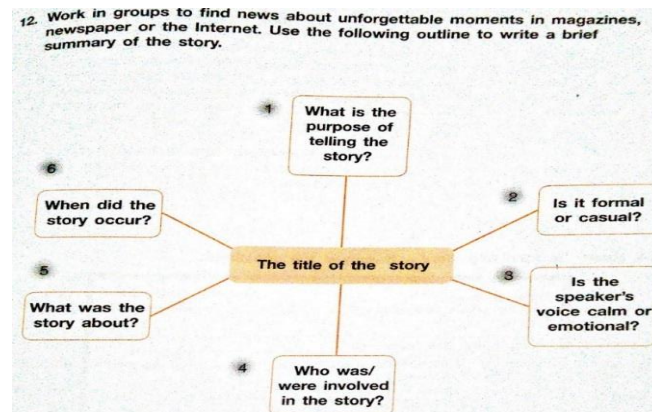 12. Work in groups to find news about unforgettable moments in magazines,
newspaper or the Internet. Use the following outline to write a brief
summary of the story.
1
What is the
purpose of
telling the
story?
2
Is it formal
or casual?
3
Is the
speaker's
voice calm or
emotional?
4
Who was/
were involved
in the story?
5
What was the
story about?
6
When did the
story occur?
The title of the story